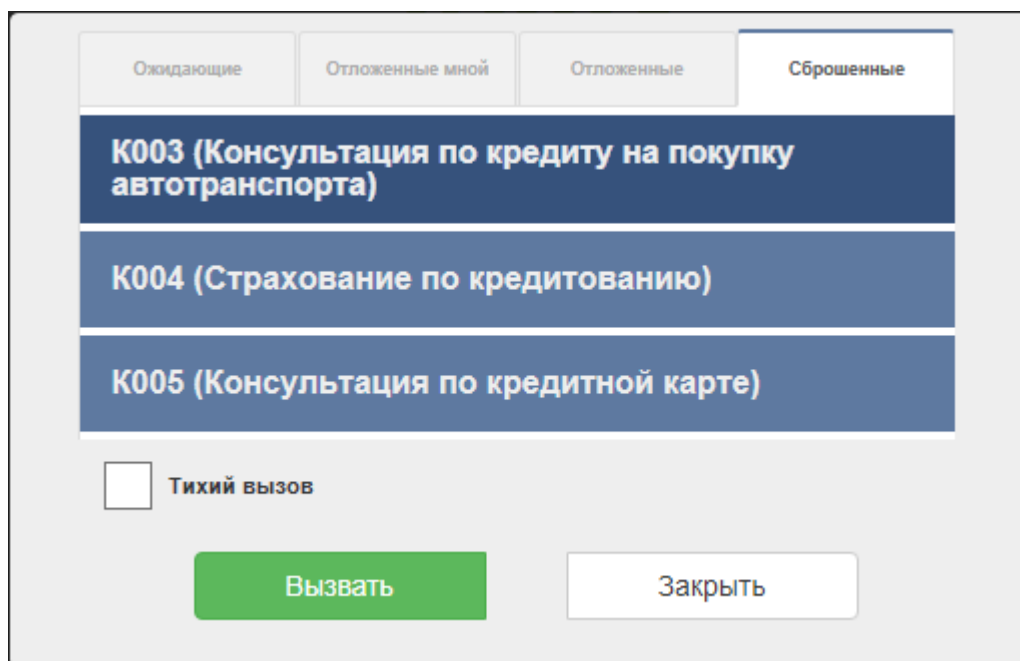 Ожидающие
Отложенные мной
Отложенные
Сброшенные
К003 (Консультация по кредиту на покупку
автотранспорта)
К004 (Страхование по кредитованию)
К005 (Консультация по кредитной карте)
Тихий вызов
Вызвать
Закрыть